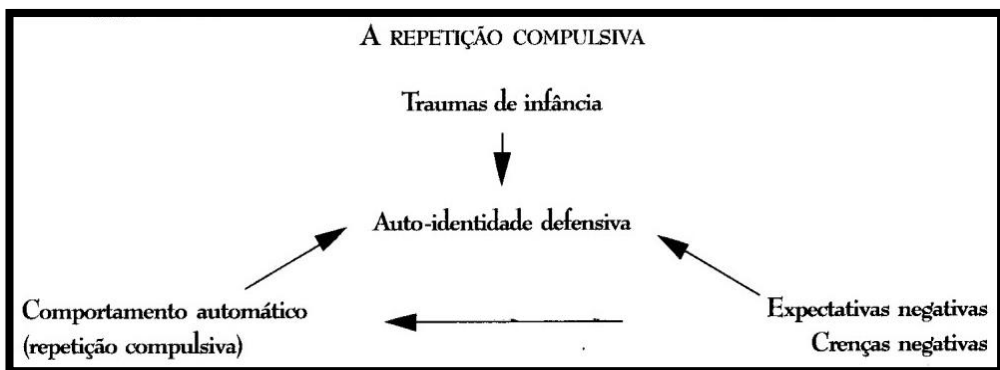 A REPETIÇÃO COMPULSIVA
Traumas de infância
Auto-identidade defensiva
Comportamento automático
(repetição compulsiva)
Expectativas negativas
Crenças negativas